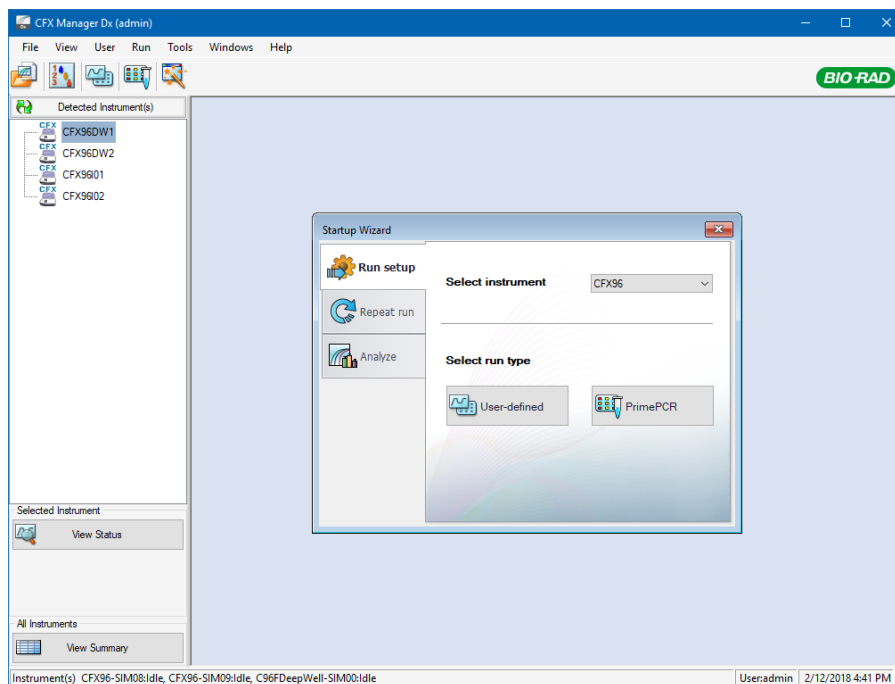 CFX Manager Dx (admin)
File View User Run Tools Windows Help
BIO-RAD
Detected Instrument(s)
CFX CFX96DW1
CFX CFX96DW2
CFX CFX96I01
CFX CFX96I02
Startup Wizard
Run setup
Repeat run
Analyze
Select instrument CFX96
Select run type
User-defined PrimePCR
Selected Instrument
View Status
All Instruments
View Summary
Instrument(s) CFX96-SIM08:Idle, CFX96-SIM09:Idle, C96FDeepWell-SIM00:Idle User:admin 2/12/2018 4:41 PM